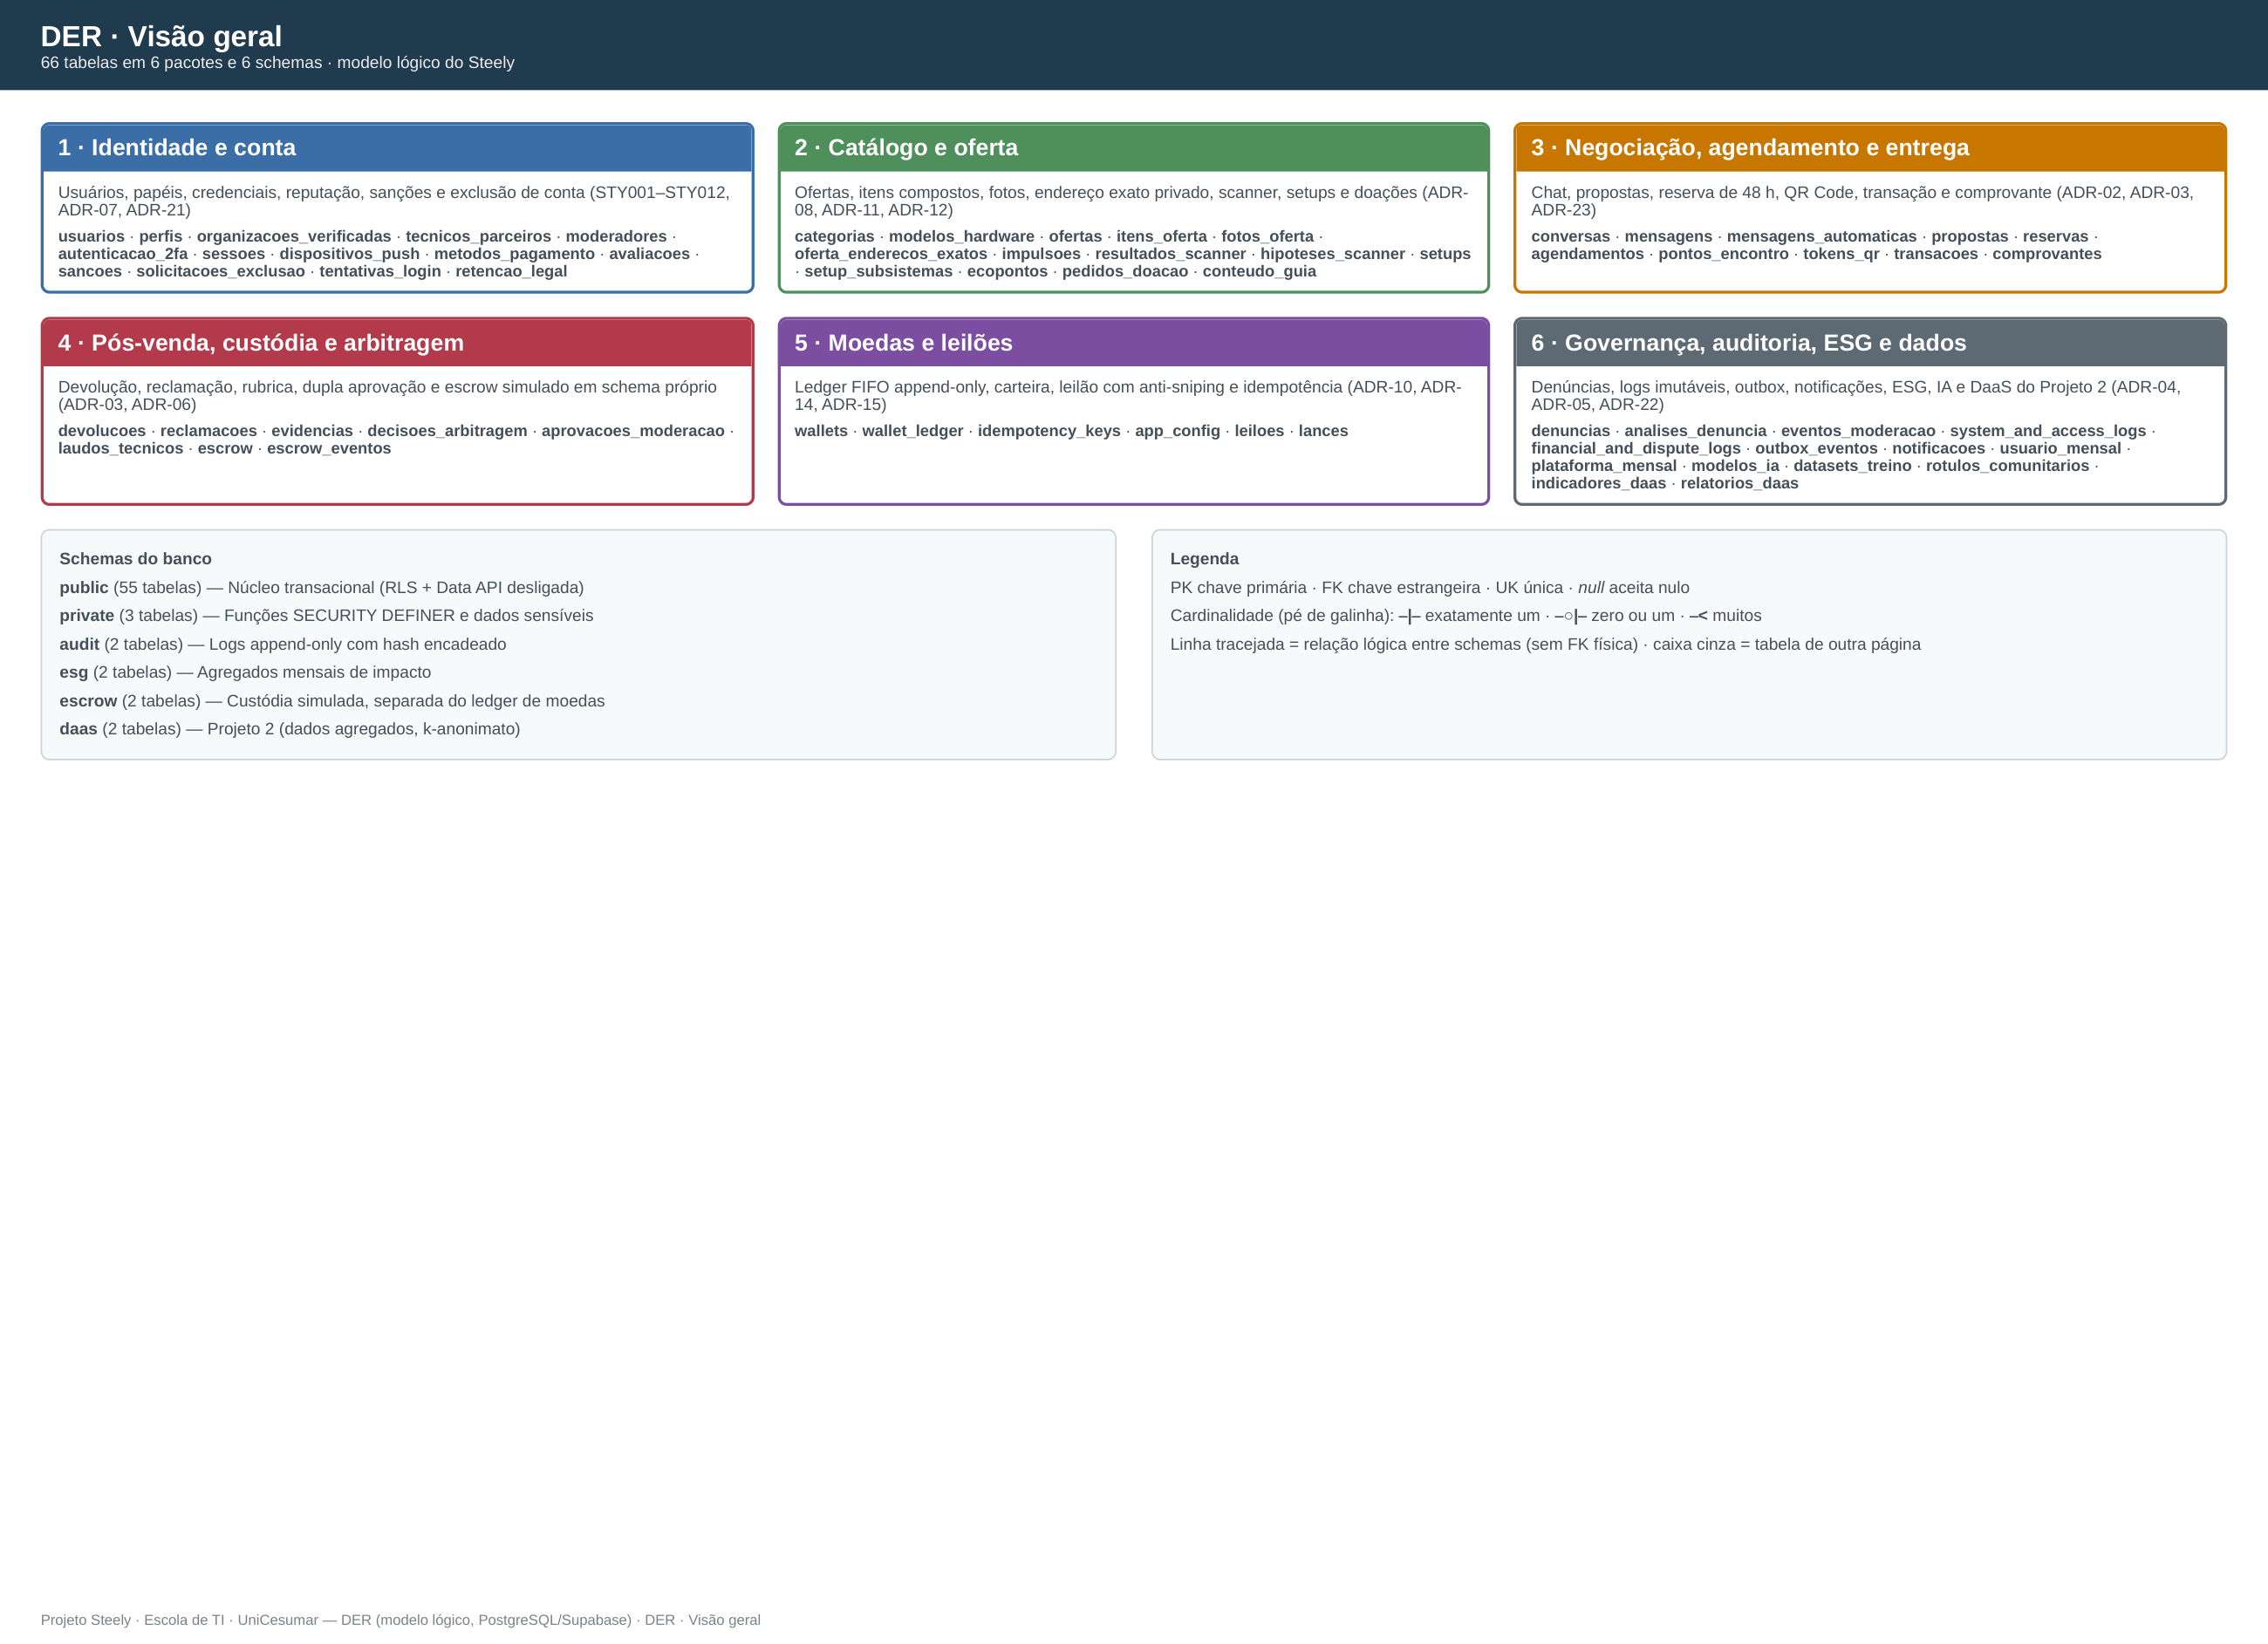 DER · Visão geral
66 tabelas em 6 pacotes e 6 schemas · modelo lógico do Steely
1 · Identidade e conta
Usuários, papéis, credenciais, reputação, sanções e exclusão de conta (STY001–STY012,
ADR-07, ADR-21)
usuarios · perfis · organizacoes_verificadas · tecnicos_parceiros · moderadores ·
autenticacao_2fa · sessoes · dispositivos_push · metodos_pagamento · avaliacoes ·
sancoes · solicitacoes_exclusao · tentativas_login · retencao_legal
2 · Catálogo e oferta
Ofertas, itens compostos, fotos, endereço exato privado, scanner, setups e doações (ADR-
08, ADR-11, ADR-12)
categorias · modelos_hardware · ofertas · itens_oferta · fotos_oferta ·
oferta_enderecos_exatos · impulsoes · resultados_scanner · hipoteses_scanner · setups
· setup_subsistemas · ecopontos · pedidos_doacao · conteudo_guia
3 · Negociação, agendamento e entrega
Chat, propostas, reserva de 48 h, QR Code, transação e comprovante (ADR-02, ADR-03,
ADR-23)
conversas · mensagens · mensagens_automaticas · propostas · reservas ·
agendamentos · pontos_encontro · tokens_qr · transacoes · comprovantes
4 · Pós-venda, custódia e arbitragem
Devolução, reclamação, rubrica, dupla aprovação e escrow simulado em schema próprio
(ADR-03, ADR-06)
devolucoes · reclamacoes · evidencias · decisoes_arbitragem · aprovacoes_moderacao ·
laudos_tecnicos · escrow · escrow_eventos
5 · Moedas e leilões
Ledger FIFO append-only, carteira, leilão com anti-sniping e idempotência (ADR-10, ADR-
14, ADR-15)
wallets · wallet_ledger · idempotency_keys · app_config · leiloes · lances
6 · Governança, auditoria, ESG e dados
Denúncias, logs imutáveis, outbox, notificações, ESG, IA e DaaS do Projeto 2 (ADR-04,
ADR-05, ADR-22)
denuncias · analises_denuncia · eventos_moderacao · system_and_access_logs ·
financial_and_dispute_logs · outbox_eventos · notificacoes · usuario_mensal ·
plataforma_mensal · modelos_ia · datasets_treino · rotulos_comunitarios ·
indicadores_daas · relatorios_daas
Schemas do banco
public (55 tabelas) — Núcleo transacional (RLS + Data API desligada)
private (3 tabelas) — Funções SECURITY DEFINER e dados sensíveis
audit (2 tabelas) — Logs append-only com hash encadeado
esg (2 tabelas) — Agregados mensais de impacto
escrow (2 tabelas) — Custódia simulada, separada do ledger de moedas
daas (2 tabelas) — Projeto 2 (dados agregados, k-anonimato)
Legenda
PK chave primária · FK chave estrangeira · UK única · null aceita nulo
Cardinalidade (pé de galinha): –|– exatamente um · –○|– zero ou um · –< muitos
Linha tracejada = relação lógica entre schemas (sem FK física) · caixa cinza = tabela de outra página
Projeto Steely · Escola de TI · UniCesumar — DER (modelo lógico, PostgreSQL/Supabase) · DER · Visão geral